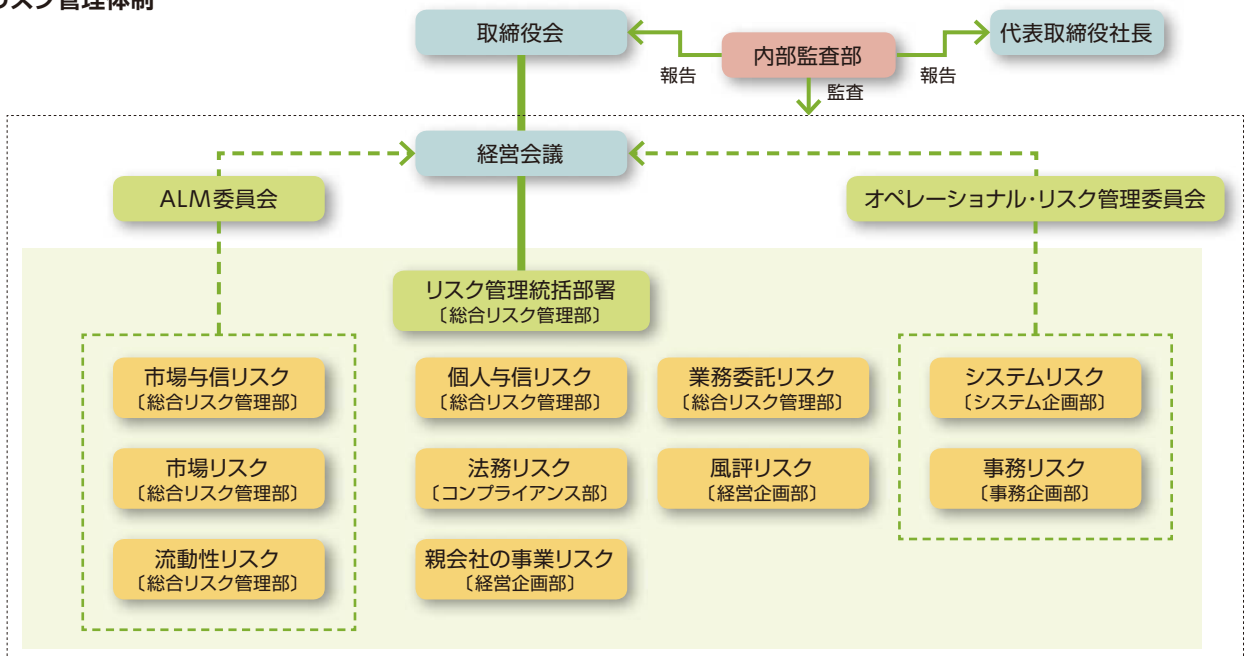 リスク管理体制
取締役会
内部監査部
代表取締役社長
報告
報告
監査
経営会議
ALM委員会
オペレーショナル・リスク管理委員会
リスク管理統括部署
〔総合リスク管理部〕
市場与信リスク
〔総合リスク管理部〕
個人与信リスク
〔総合リスク管理部〕
業務委託リスク
〔総合リスク管理部〕
システムリスク
〔システム企画部〕
市場リスク
〔総合リスク管理部〕
法務リスク
〔コンプライアンス部〕
風評リスク
〔経営企画部〕
事務リスク
〔事務企画部〕
流動性リスク
〔総合リスク管理部〕
親会社の事業リスク
〔経営企画部〕